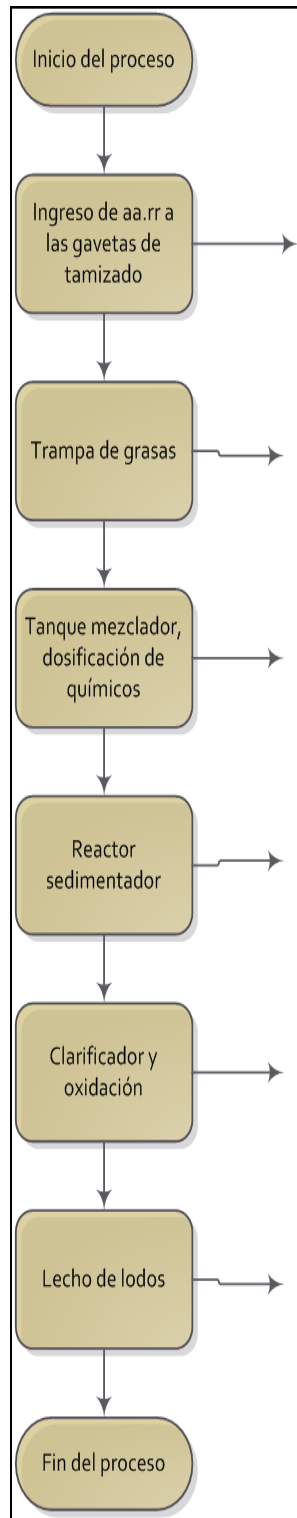 Inicio del proceso
Ingreso de aa.rr a
las gavetas de
tamizado
Trampa de grasas
Tanque mezclador,
dosificación de
químicos
Reactor
sedimentador
Clarificador y
oxidación
Lecho de lodos
Fin del proceso